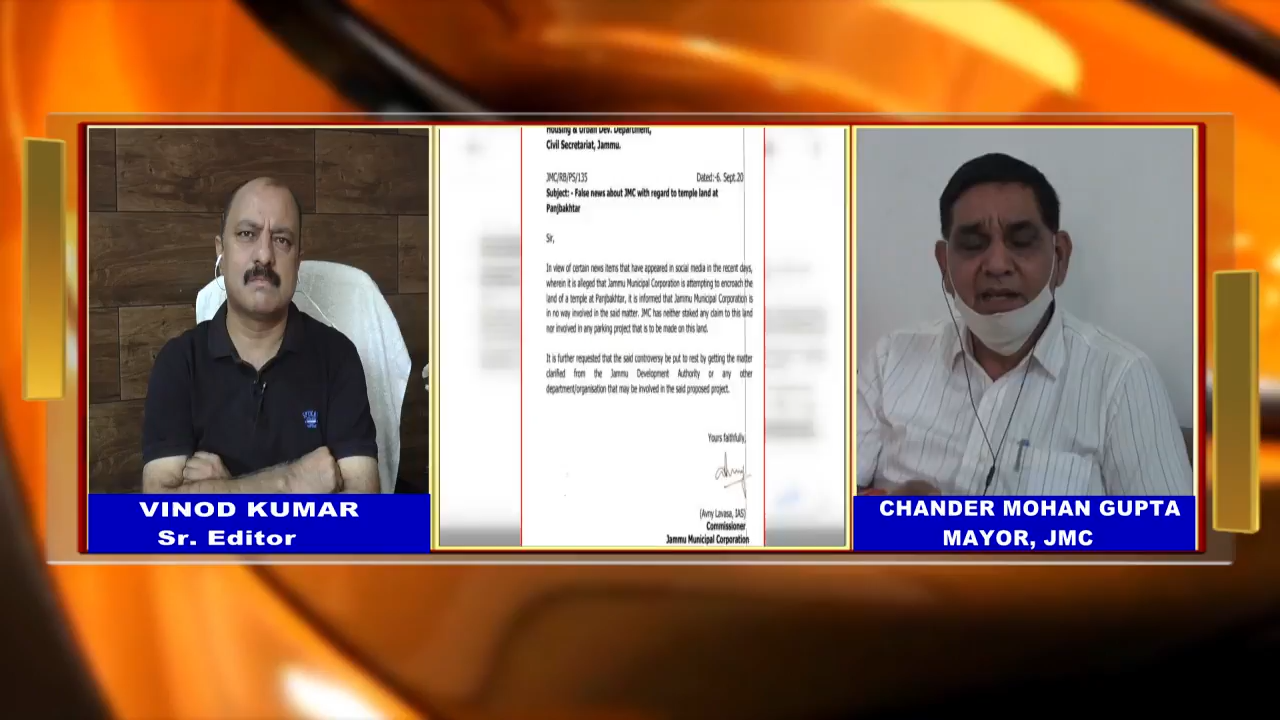 Housing & Urban Dev. Department,
Civil Secretariat, Jammu.
JMC/RB/PS/135
Dated:-6. Sept.20
Subject: - False news about JMC with regard to temple land at
Panjbakhtar
Sir,
In view of certain news items that have appeared in social media in the recent days,
wherein it is alleged that Jammu Municipal Corporation is attempting to encroach the
land of a temple at Panjbakhtar, it is informed that Jammu Municipal Corporation is
in no way involved in the said matter. JMC has neither staked any claim to this land
nor involved in any parking project that is to be made on this land.
It is further requested that the said controversy be put to rest by getting the matter
clarified from the Jammu Development Authority or any other
department/organisation that may be involved in the said proposed project.
Yours faithfully,
(Avny Lavasa, IAS)
Commissioner
Jammu Municipal Corporation
VINOD KUMAR
Sr. Editor
CHANDER MOHAN GUPTA
MAYOR, JMC